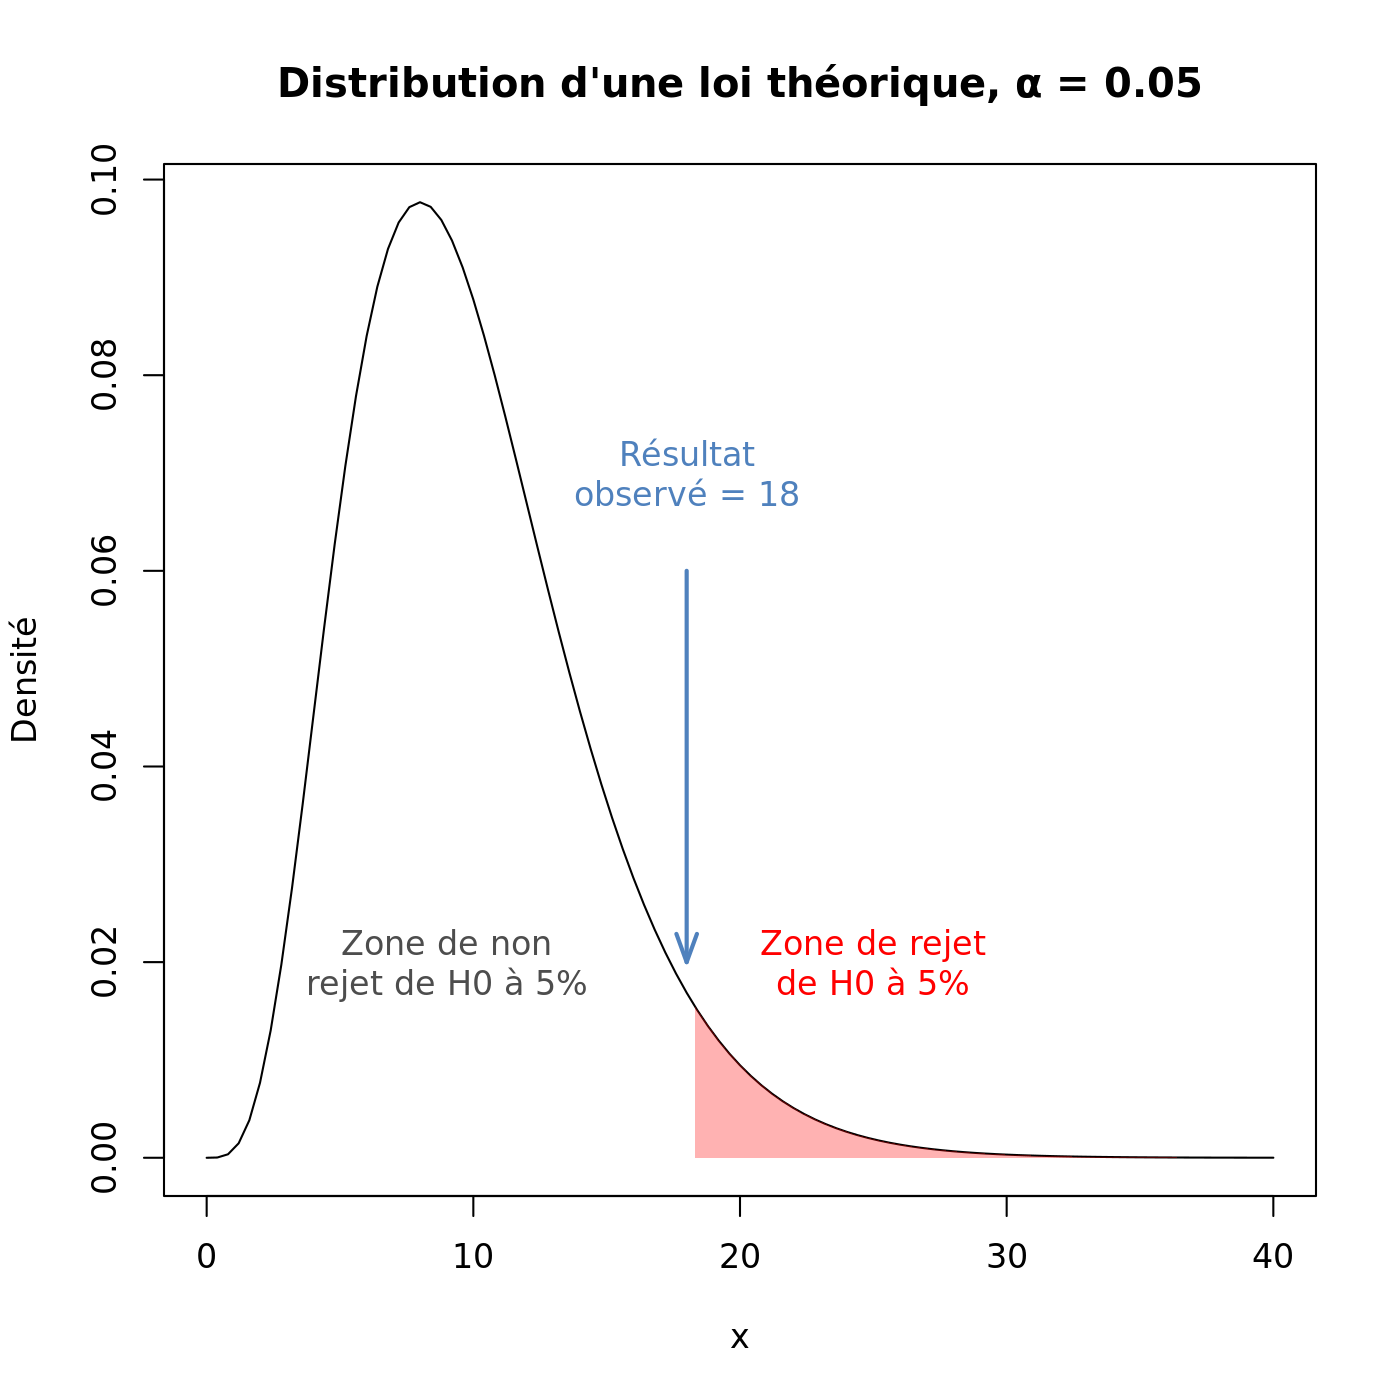 Distribution d'une loi théorique, α = 0.05
0.10
0.08
0.06
0.04
0.02
0.00
Densité
Résultat
observé = 18
Zone de non
rejet de H0 à 5%
Zone de rejet
de H0 à 5%
0 10 20 30 40
x